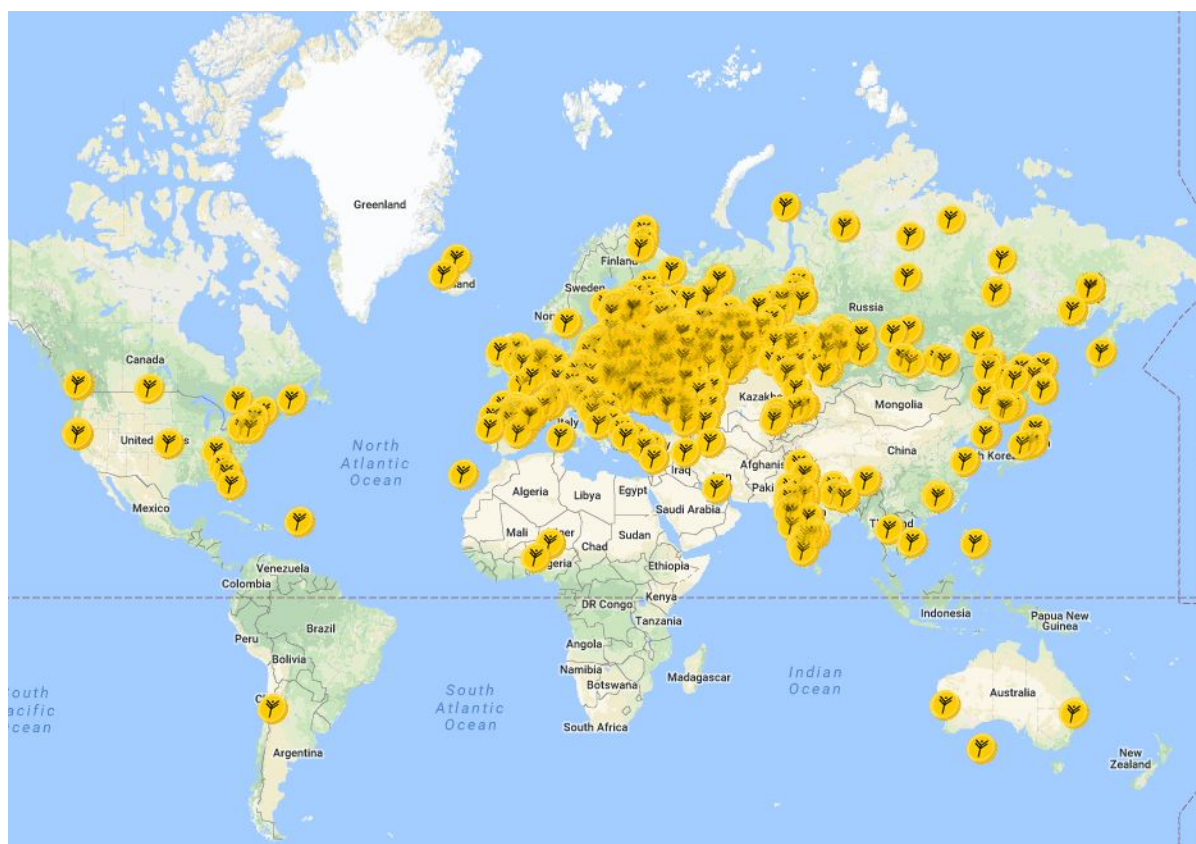 Greenland
Finland
Sweden
Russia
Canada
North
Atlantic
Ocean
Kazakh
Mongolia
United
China
Iraq
Afghanis
Algeria
Libya
Egypt
Saudi Arabia
Mexico
Mali
Chad
Sudan
Ethiopia
Venezuela
Colombia
DR Congo
Kenya
Indonesia
Papua New
Guinea
Tanzania
Peru
Brazil
Bolivia
Angola
Namibia
Botswana
Madagascar
Indian
Ocean
South
Atlantic
Ocean
Australia
South Africa
Argentina
New
Zealand